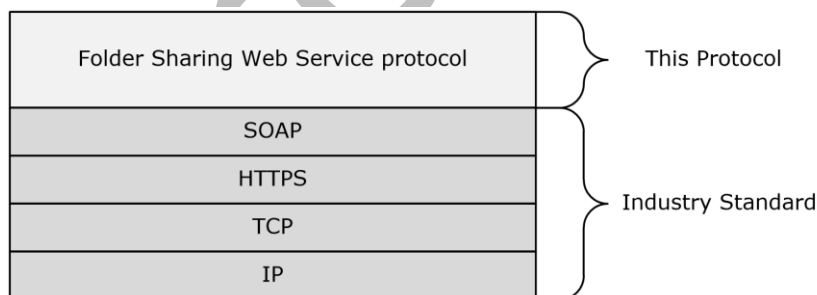 Folder Sharing Web Service protocol
This Protocol
SOAP
HTTPS
Industry Standard
TCP
IP